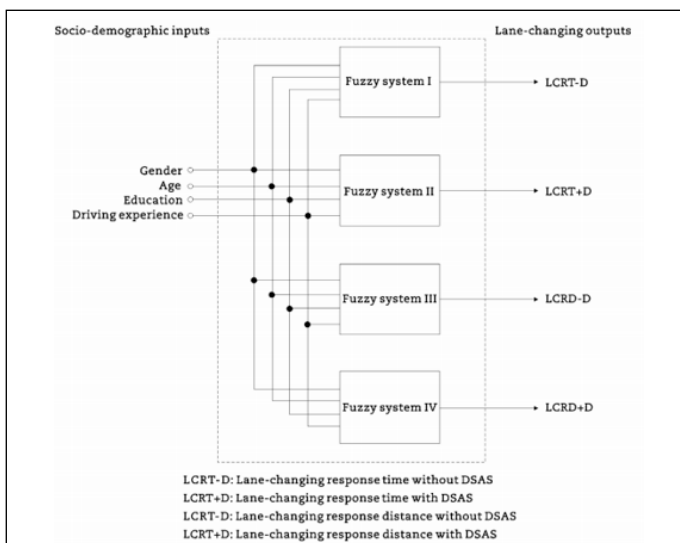 Socio-demographic inputs
Lane-changing outputs
Fuzzy system I
LCRT-D
Gender
Age
Education
Driving experience
Fuzzy system II
LCRT+D
Fuzzy system III
LCRD-D
Fuzzy system IV
LCRD+D
LCRT-D: Lane-changing response time without DSAS
LCRT+D: Lane-changing response time with DSAS
LCRT-D: Lane-changing response distance without DSAS
LCRT+D: Lane-changing response distance with DSAS